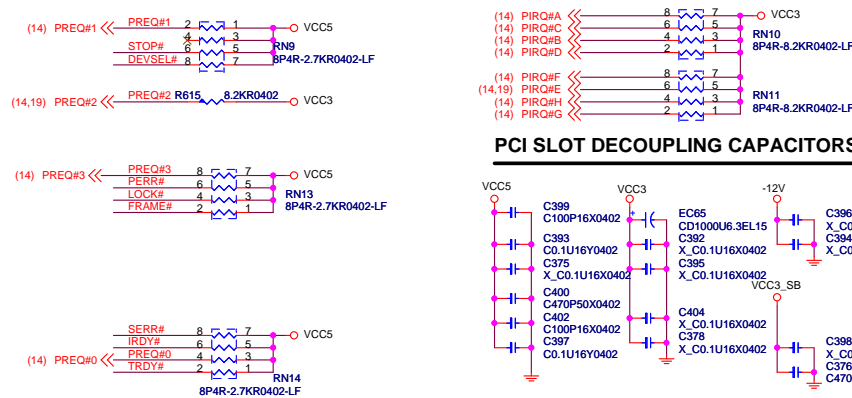 (14) PREQ#1 PREQ#1 2 1 VCC5
4 3
STOP# 6 5 RN9
DEVSEL# 8 7 8P4R-2.7KR0402-LF
(14,19) PREQ#2 PREQ#2 R615 8.2KR0402 VCC3
(14) PREQ#3 PREQ#3 8 7 VCC5
PERR# 6 5
LOCK# 4 3 RN13
FRAME# 2 1 8P4R-2.7KR0402-LF
SERR# 8 7 VCC5
IRDY# 6 5
(14) PREQ#0 PREQ#0 4 3
TRDY# 2 1 RN14
8P4R-2.7KR0402-LF
(14) PIRQ#A 8 7 VCC3
(14) PIRQ#C 6 5
(14) PIRQ#B 4 3 RN10
(14) PIRQ#D 2 1 8P4R-8.2KR0402-LF
(14) PIRQ#F 8 7
(14,19) PIRQ#E 6 5
(14) PIRQ#H 4 3 RN11
(14) PIRQ#G 2 1 8P4R-8.2KR0402-LF
PCI SLOT DECOUPLING CAPACITORS
VCC5
C399
C100P16X0402
C393
C0.1U16Y0402
C375
X_C0.1U16X0402
C400
C470P50X0402
C402
C100P16X0402
C397
C0.1U16Y0402
VCC3
+
EC65
CD1000U6.3EL15
C392
X_C0.1U16X0402
C395
X_C0.1U16X0402
C404
X_C0.1U16X0402
C378
X_C0.1U16X0402
-12V
C396
X_C0
C394
X_C0
VCC3_SB
C398
X_C0
C376
C470